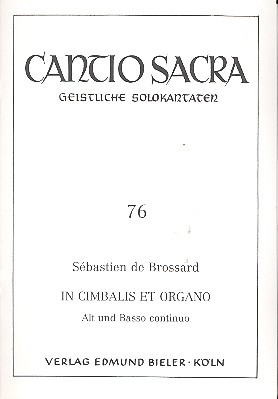 CANTIO SACRA
GEISTLICHE SOLOKANTATEN
76
Sébastien de Brossard
IN CIMBALIS ET ORGANO
Alt und Basso continuo
VERLAG EDMUND BIELER · KÖLN